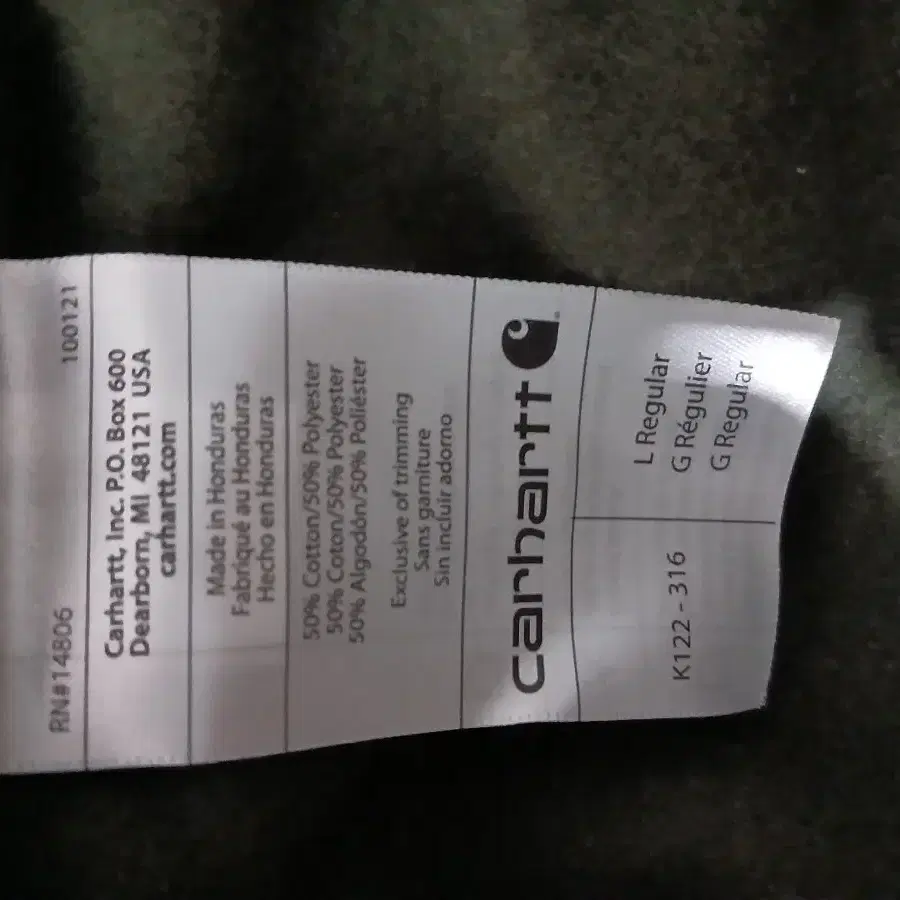 RN#14806 100121
Carhartt, Inc. P.O. Box 600
Dearborn, MI 48121 USA
carhartt.com
Made in Honduras
Fabriqué au Honduras
Hecho en Honduras
50% Cotton/50% Polyester
50% Coton/50% Polyester
50% Algodón/50% Poliéster
Exclusive of trimming
Sans garniture
Sin incluir adorno
carhartt
K122 - 316
L Regular
G Régulier
G Regular